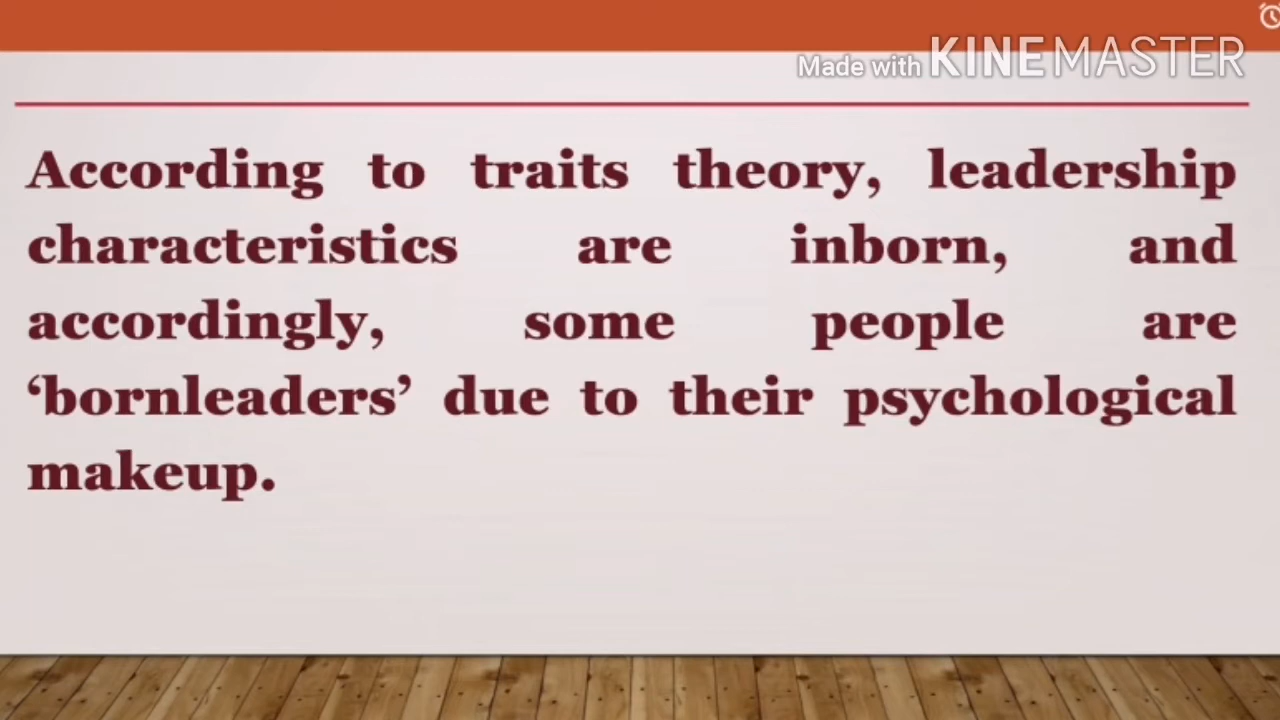 Made with KINEMASTER
According to traits theory, leadership
characteristics are inborn, and
accordingly, some people are
‘bornleaders’ due to their psychological
makeup.